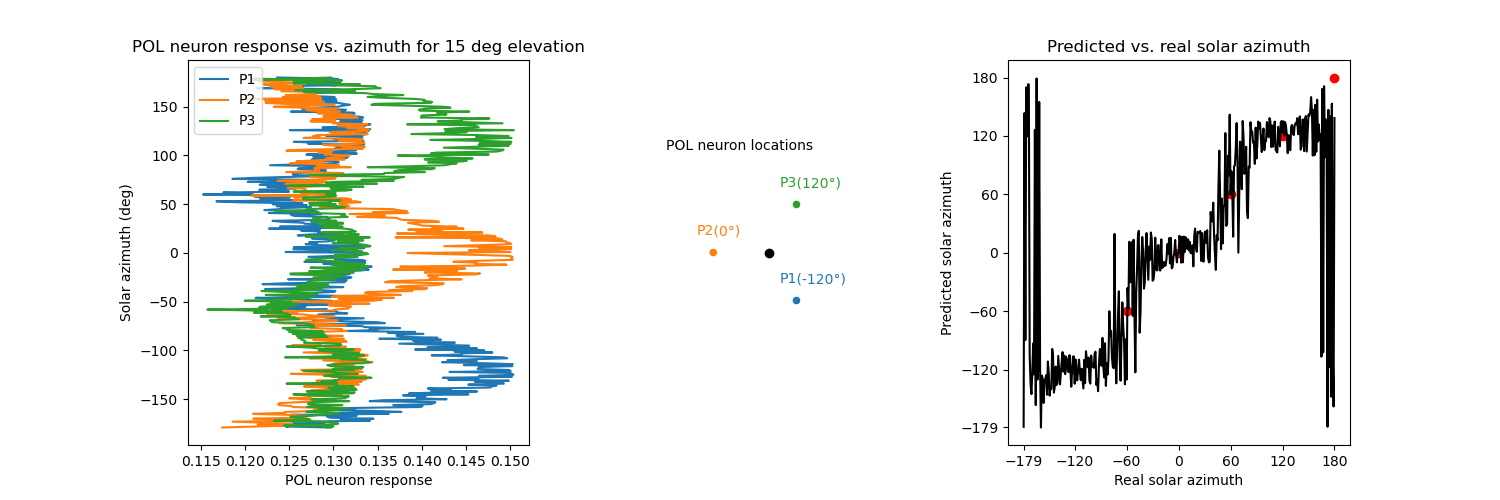 POL neuron response vs. azimuth for 15 deg elevation
P1
P2
P3
150
100
50
0
−50
−100
−150
Solar azimuth (deg)
0.115 0.120 0.125 0.130 0.135 0.140 0.145 0.150
POL neuron response
POL neuron locations
P3(120°)
P2(0°)
P1(-120°)
Predicted vs. real solar azimuth
180
120
60
0
−60
−120
−179
Predicted solar azimuth
−179 −120 −60 0 60 120 180
Real solar azimuth